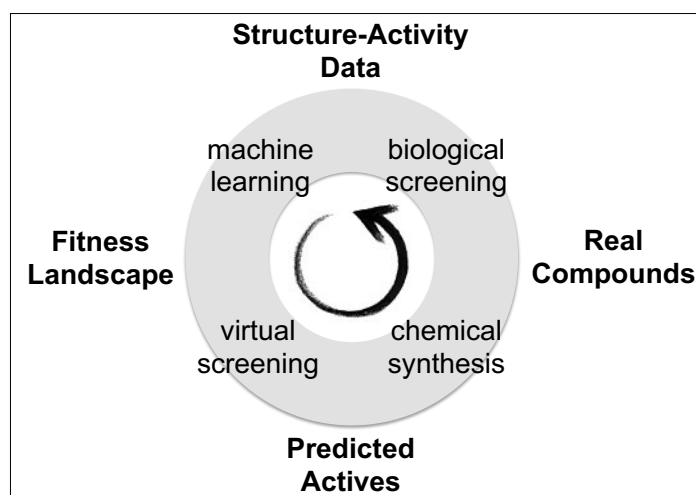 Structure-Activity
Data
machine
learning
biological
screening
Fitness
Landscape
Real
Compounds
virtual
screening
chemical
synthesis
Predicted
Actives